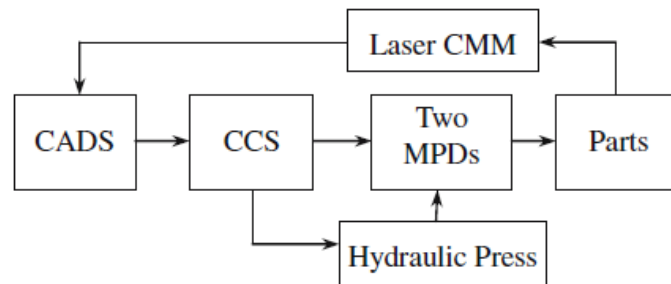 Laser CMM
CADS
CCS
Two
MPDs
Parts
Hydraulic Press